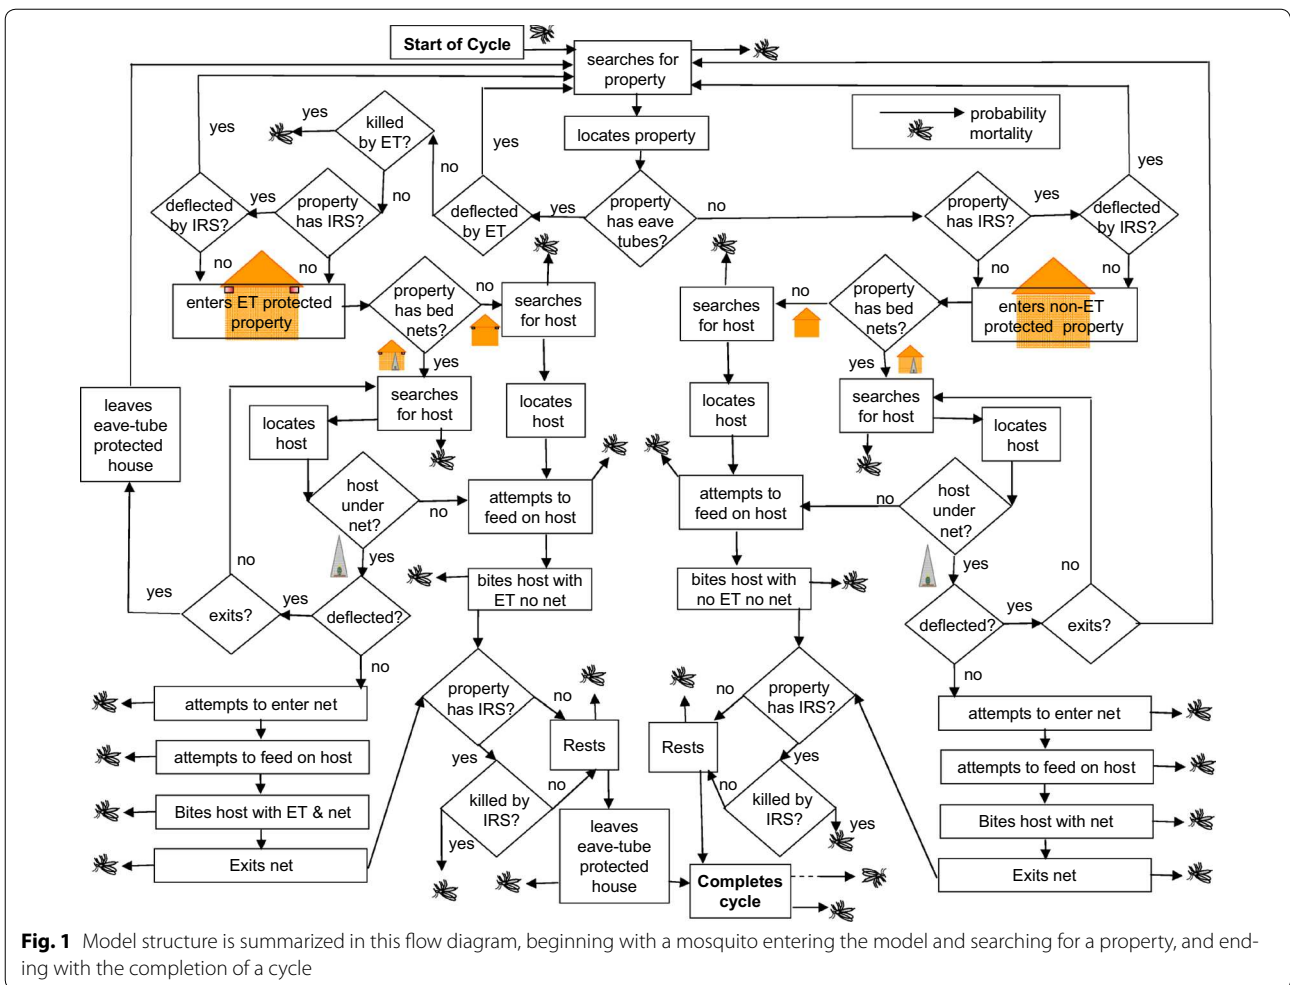 Start of Cycle
searches for
property
probability
mortality
locates property
killed
by ET?
yes
no
yes
yes
deflected
by IRS?
yes
property
has IRS?
no
no
no
deflected
by ET
yes
property
has eave
tubes?
no
property
has IRS?
yes
deflected
by IRS?
yes
no
no
enters ET protected
property
property
has bed
nets?
no
yes
searches
for host
searches
for host
no
property
has bed
nets?
yes
enters non-ET
protected property
leaves
eave-tube
protected
house
locates
host
searches
for host
locates
host
locates
host
searches
for host
locates
host
host
under
net?
no
yes
attempts to
feed on host
attempts to
feed on host
no
host
under
net?
yes
no
yes
exits?
yes
deflected?
no
bites host with
ET no net
bites host with
no ET no net
deflected?
yes
exits?
no
no
attempts to enter net
attempts to feed on host
Bites host with ET & net
Exits net
property
has IRS?
no
yes
killed by
IRS?
no
yes
Rests
leaves
eave-tube
protected
house
Rests
no
property
has IRS?
yes
no
killed by
IRS?
yes
Completes
cycle
attempts to enter net
attempts to feed on host
Bites host with net
Exits net
Fig. 1 Model structure is summarized in this flow diagram, beginning with a mosquito entering the model and searching for a property, and end-
ing with the completion of a cycle